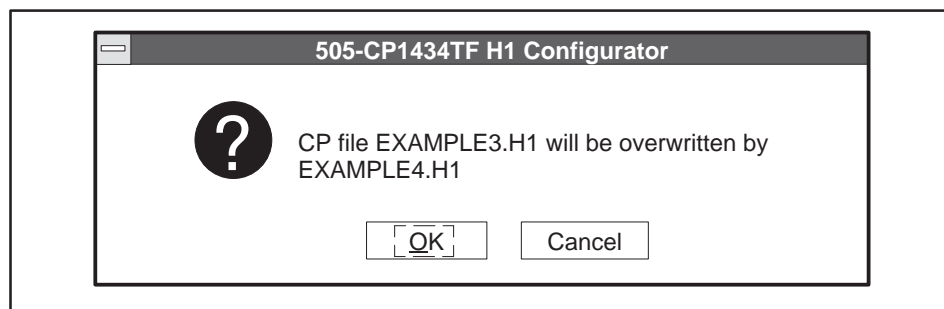 505-CP1434TF H1 Configurator
?
CP file EXAMPLE3.H1 will be overwritten by
EXAMPLE4.H1
OK Cancel